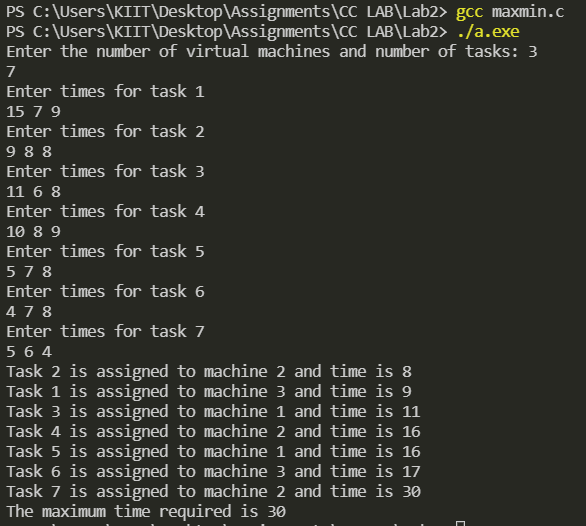 PS C:\Users\KIIT\Desktop\Assignments\CC LAB\Lab2> gcc maxmin.c
PS C:\Users\KIIT\Desktop\Assignments\CC LAB\Lab2> ./a.exe
Enter the number of virtual machines and number of tasks: 3
7
Enter times for task 1
15 7 9
Enter times for task 2
9 8 8
Enter times for task 3
11 6 8
Enter times for task 4
10 8 9
Enter times for task 5
5 7 8
Enter times for task 6
4 7 8
Enter times for task 7
5 6 4
Task 2 is assigned to machine 2 and time is 8
Task 1 is assigned to machine 3 and time is 9
Task 3 is assigned to machine 1 and time is 11
Task 4 is assigned to machine 2 and time is 16
Task 5 is assigned to machine 1 and time is 16
Task 6 is assigned to machine 3 and time is 17
Task 7 is assigned to machine 2 and time is 30
The maximum time required is 30